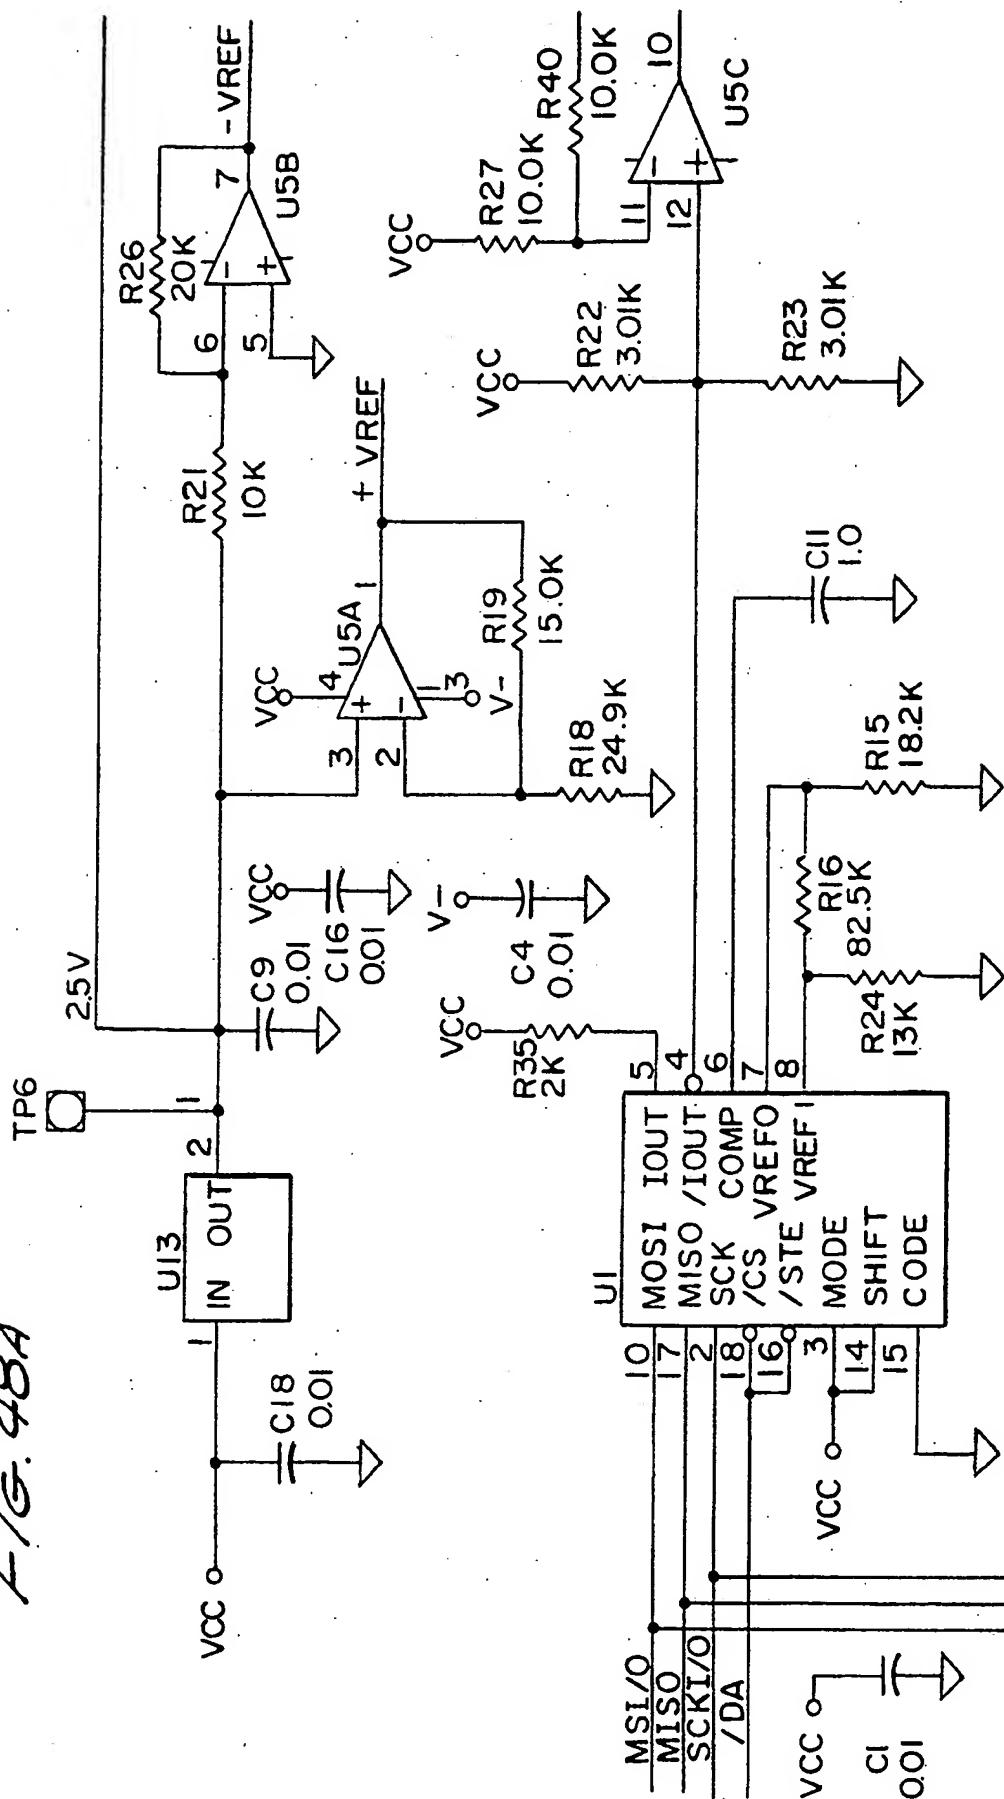 FIG. 48A
TP6
2.5V
U13
IN OUT
1
2
1
VCC
C18
0.01
C9
0.01
VCC
C16
0.01
V-
C4
0.01
R21
10K
R26
20K
6
5
-
+
7
U5B
-VREF
VCC
3
2
+
-
4
13
1
U5A
V-
+VREF
R19
15.0K
R18
24.9K
VCC
R27
10.0K
R40
10.0K
11
12
-
+
10
U5C
VCC
R22
3.01K
R23
3.01K
VCC
R35
2K
C11
1.0
R16
82.5K
R15
18.2K
R24
13K
U1
10 MOSI IOUT 5
17 MISO /IOUT 4
2 SCK COMP 6
18 /CS VREFO 7
16 /STE VREFI 8
3 MODE
14 SHIFT
15 CODE
VCC
MSI/O
MISO
SCKI/O
/DA
VCC
C1
0.01